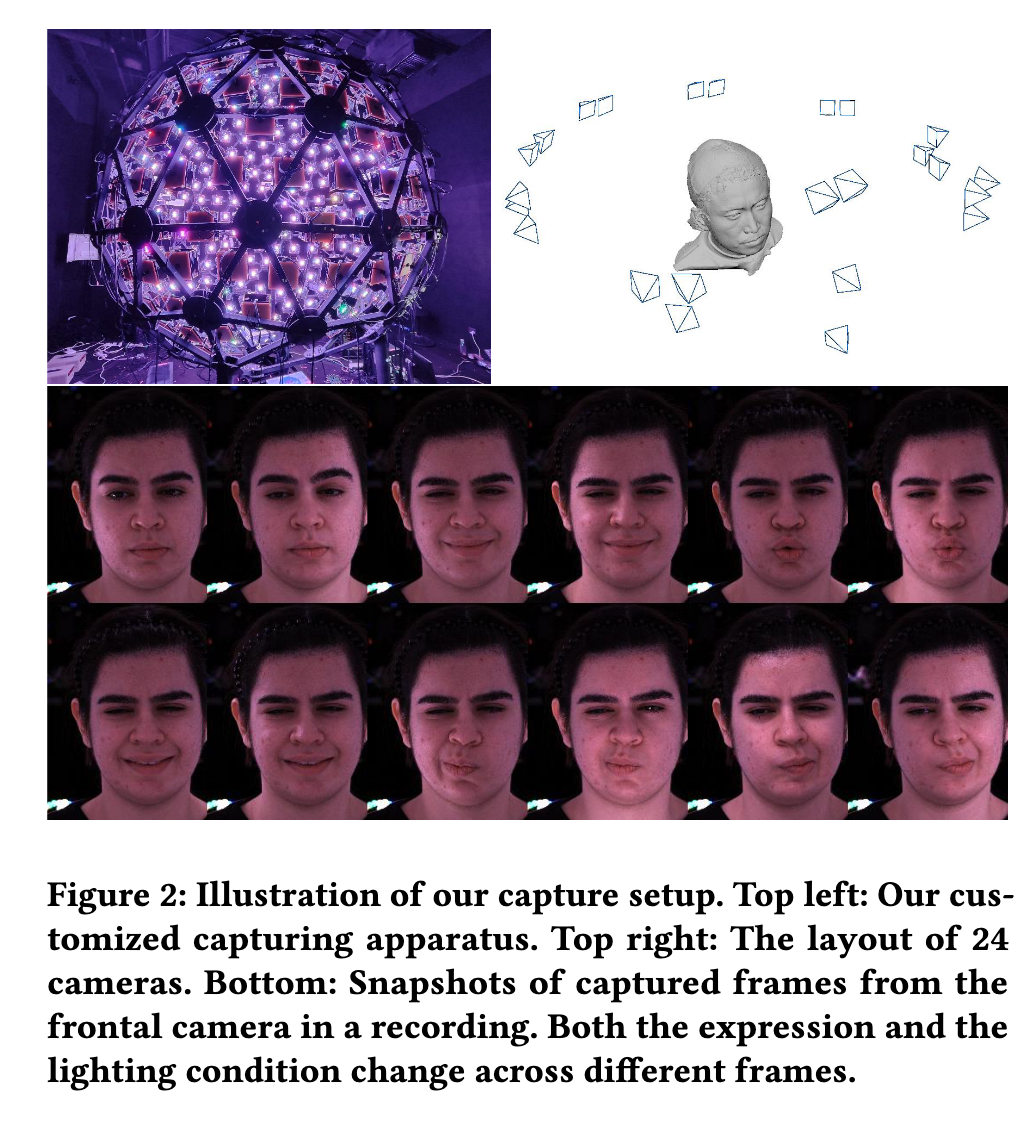 Figure 2: Illustration of our capture setup. Top left: Our cus-
tomized capturing apparatus. Top right: The layout of 24
cameras. Bottom: Snapshots of captured frames from the
frontal camera in a recording. Both the expression and the
lighting condition change across different frames.